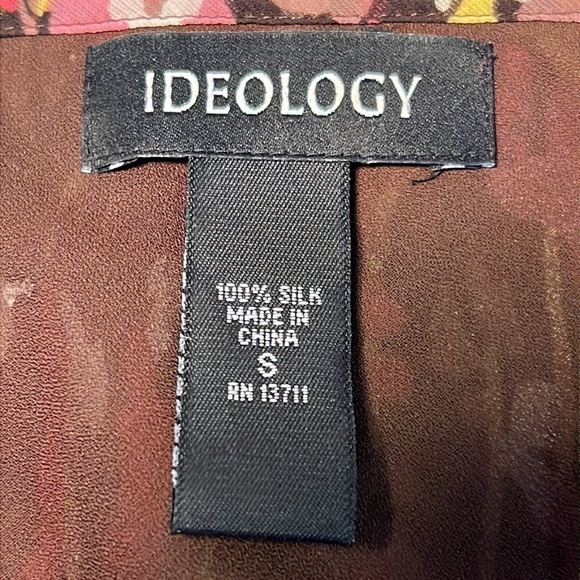 IDEOLOGY
100% SILK
MADE IN
CHINA
S
RN 13711